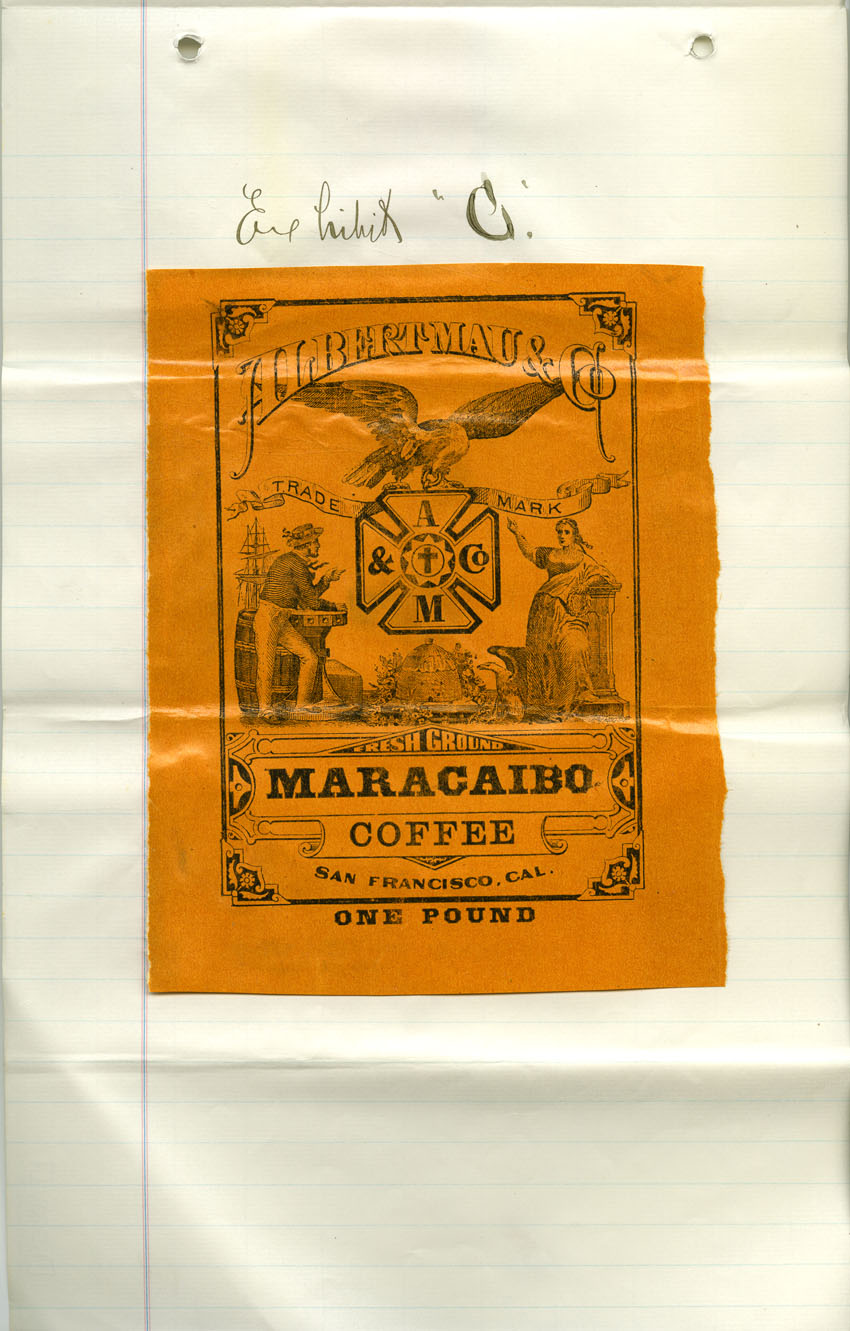 Exhibit "C".
ALBERT MAU & Co
TRADE MARK
A
& Co
M
FRESH GROUND
MARACAIBO
COFFEE
SAN FRANCISCO, CAL.
ONE POUND